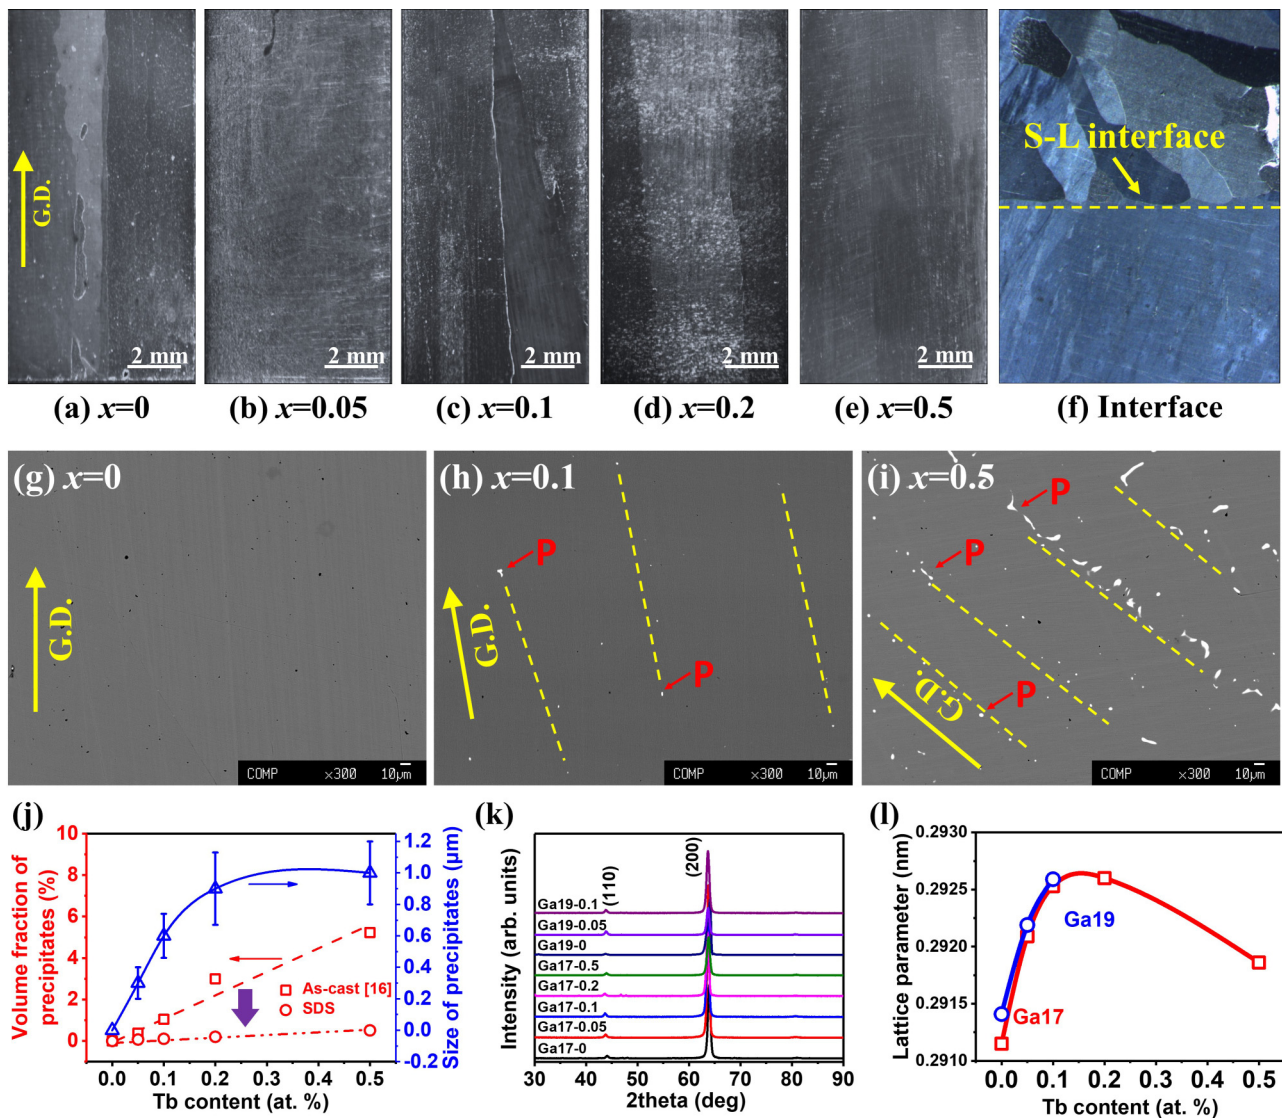 G.D.
2 mm
2 mm
2 mm
2 mm
2 mm
S-L interface
(a) x=0
(b) x=0.05
(c) x=0.1
(d) x=0.2
(e) x=0.5
(f) Interface
(g) x=0
G.D.
COMP ×300 10μm
(h) x=0.1
P
G.D.
P
COMP ×300 10μm
(i) x=0.5
P
P
P
G.D.
COMP ×300 10μm
(j)
Volume fraction of
precipitates (%)
10
8
6
4
2
0
1.2
1.0
0.8
0.6
0.4
0.2
0.0
-0.2
Size of precipitates (μm)
As-cast [16]
SDS
0.0 0.1 0.2 0.3 0.4 0.5
Tb content (at. %)
(k)
Intensity (arb. units)
(110)
(200)
Ga19-0.1
Ga19-0.05
Ga19-0
Ga17-0.5
Ga17-0.2
Ga17-0.1
Ga17-0.05
Ga17-0
30 40 50 60 70 80 90
2theta (deg)
(l)
Lattice parameter (nm)
0.2930
0.2925
0.2920
0.2915
0.2910
Ga19
Ga17
0.0 0.1 0.2 0.3 0.4 0.5
Tb content (at. %)